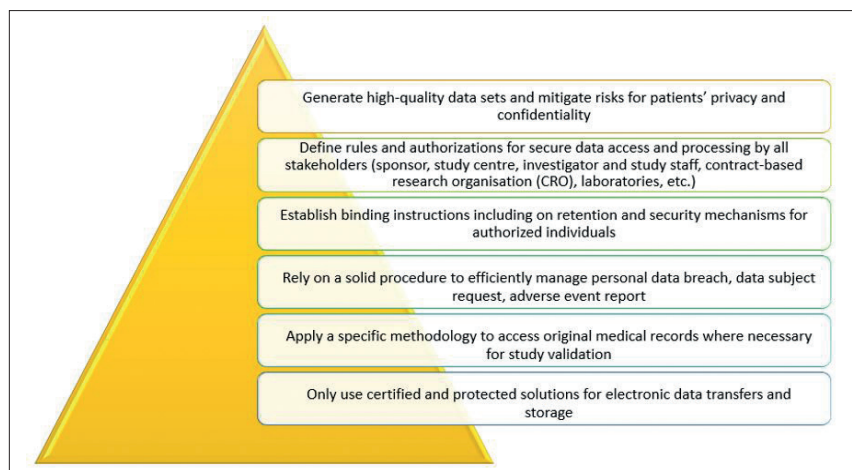 Generate high-quality data sets and mitigate risks for patients' privacy and
confidentiality
Define rules and authorizations for secure data access and processing by all
stakeholders (sponsor, study centre, investigator and study staff, contract-based
research organisation (CRO), laboratories, etc.)
Establish binding instructions including on retention and security mechanisms for
authorized individuals
Rely on a solid procedure to efficiently manage personal data breach, data subject
request, adverse event report
Apply a specific methodology to access original medical records where necessary
for study validation
Only use certified and protected solutions for electronic data transfers and
storage